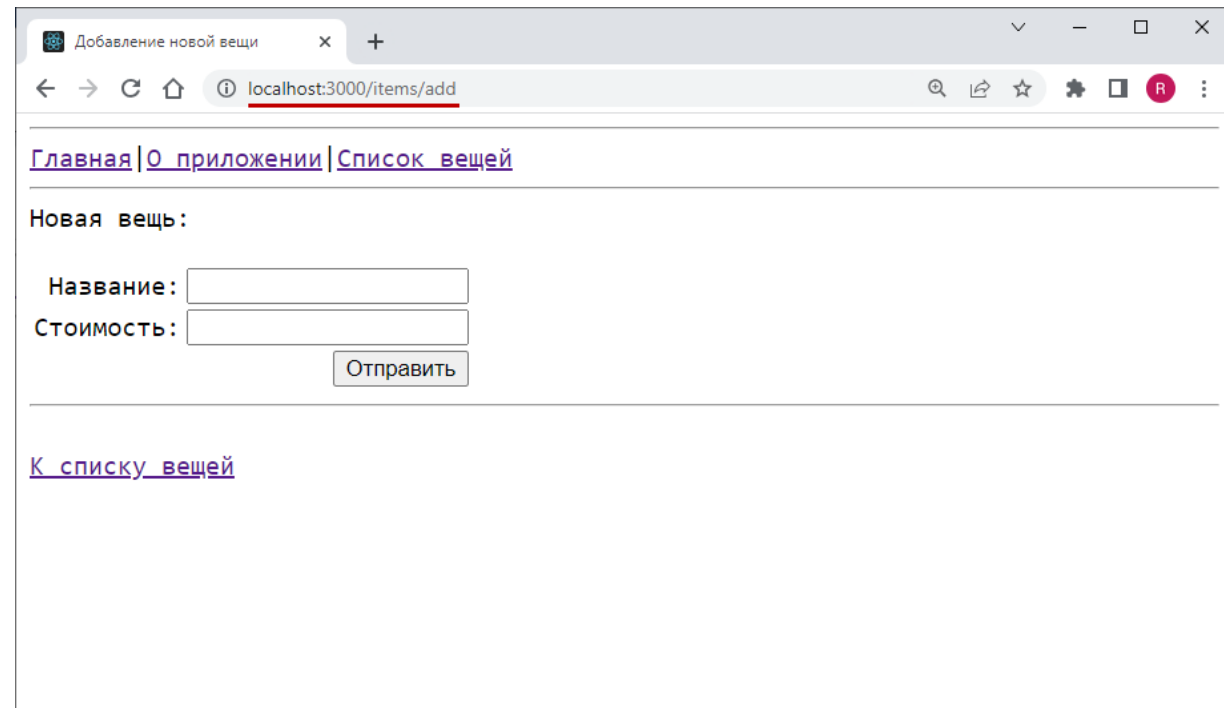 Добавление новой вещи
localhost:3000/items/add
R
Главная|О приложении|Список вещей
Новая вещь:
Название:
Стоимость:
Отправить
К списку вещей